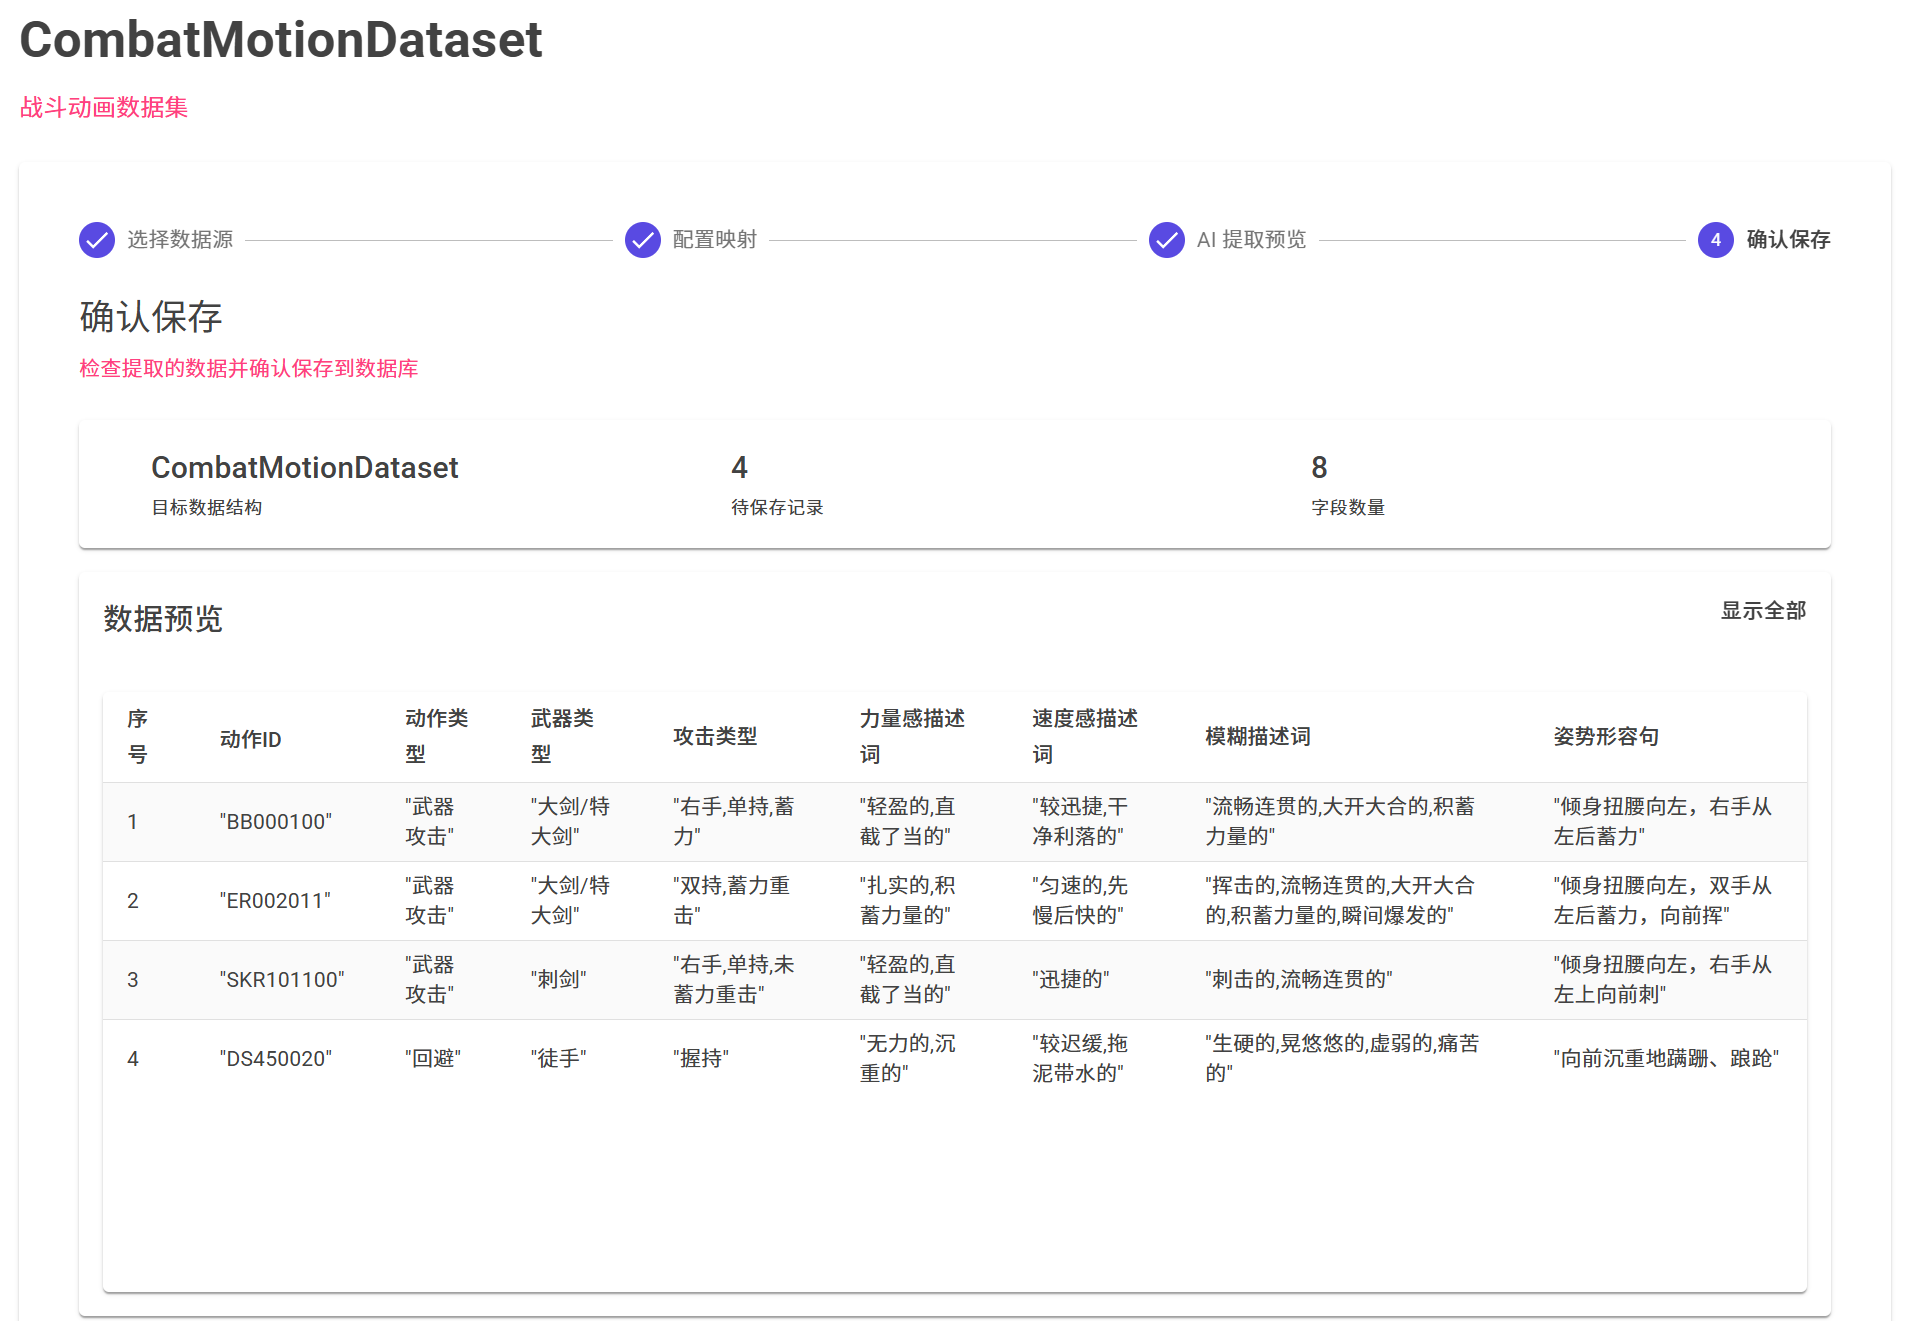 CombatMotionDataset
战斗动画数据集
选择数据源
配置映射
AI 提取预览
4 确认保存
确认保存
检查提取的数据并确认保存到数据库
CombatMotionDataset
目标数据结构
4
待保存记录
8
字段数量
数据预览
显示全部
序号 动作ID 动作类型 武器类型 攻击类型 力量感描述词 速度感描述词 模糊描述词 姿势形容句
1 "BB000100" "武器攻击" "大剑/特大剑" "右手,单持,蓄力" "轻盈的,直截了当的" "较迅捷,干净利落的" "流畅连贯的,大开大合的,积蓄力量的" "倾身扭腰向左，右手从左后蓄力"
2 "ER002011" "武器攻击" "大剑/特大剑" "双持,蓄力重击" "扎实的,积蓄力量的" "匀速的,先慢后快的" "挥击的,流畅连贯的,大开大合的,积蓄力量的,瞬间爆发的" "倾身扭腰向左，双手从左后蓄力，向前挥"
3 "SKR101100" "武器攻击" "刺剑" "右手,单持,未蓄力重击" "轻盈的,直截了当的" "迅捷的" "刺击的,流畅连贯的" "倾身扭腰向左，右手从左上向前刺"
4 "DS450020" "回避" "徒手" "握持" "无力的,沉重的" "较迟缓,拖泥带水的" "生硬的,晃悠悠的,虚弱的,痛苦的" "向前沉重地蹒跚、踉跄"